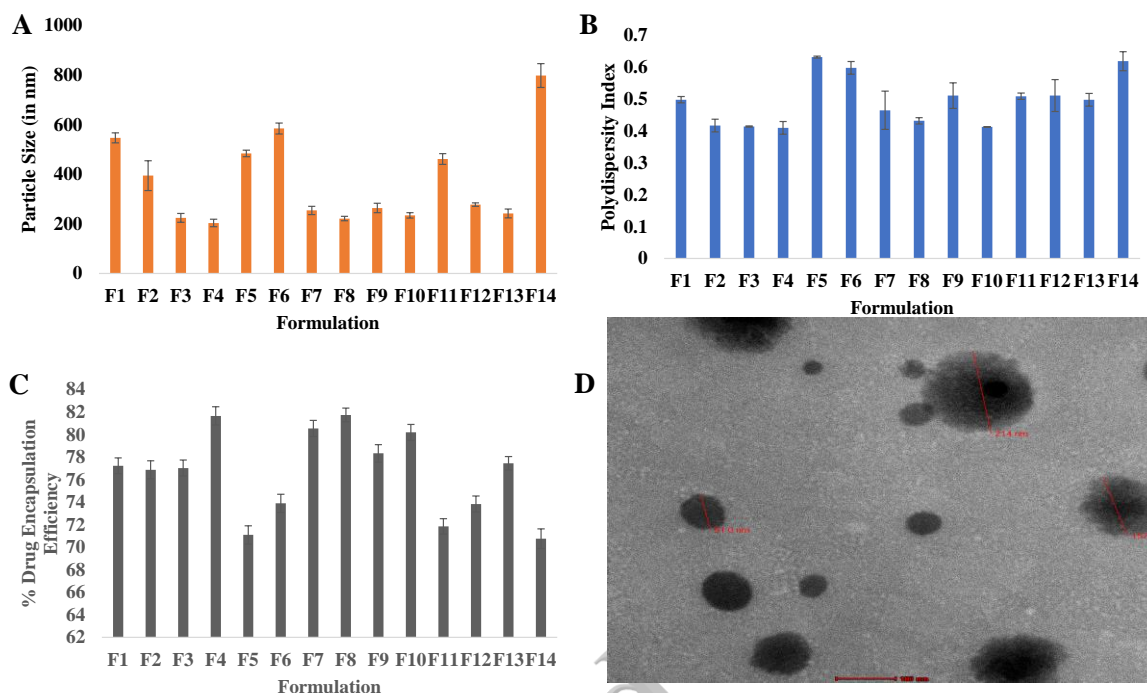 A
Particle Size (in nm)
1000
800
600
400
200
0
F1 F2 F3 F4 F5 F6 F7 F8 F9 F10 F11 F12 F13 F14
Formulation
B
Polydispersity Index
0.7
0.6
0.5
0.4
0.3
0.2
0.1
0
F1 F2 F3 F4 F5 F6 F7 F8 F9 F10 F11 F12 F13 F14
Formulation
C
% Drug Encapsulation
Efficiency
84
82
80
78
76
74
72
70
68
66
64
62
F1 F2 F3 F4 F5 F6 F7 F8 F9 F10 F11 F12 F13 F14
Formulation
D
214 nm
nm
100 nm